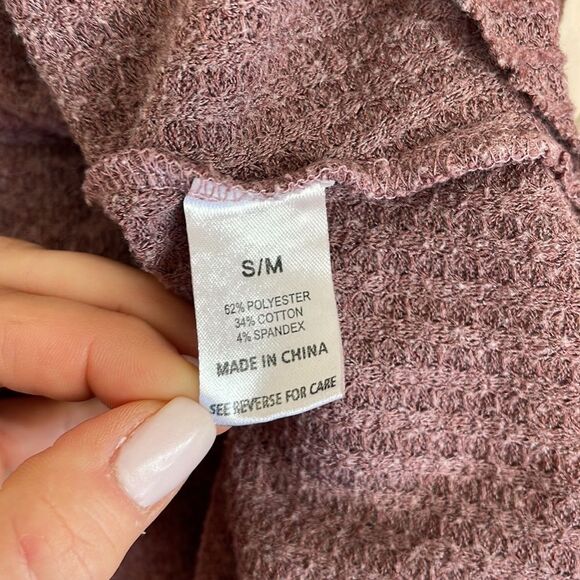 S/M
62% POLYESTER
34% COTTON
4% SPANDEX
MADE IN CHINA
SEE REVERSE FOR CARE